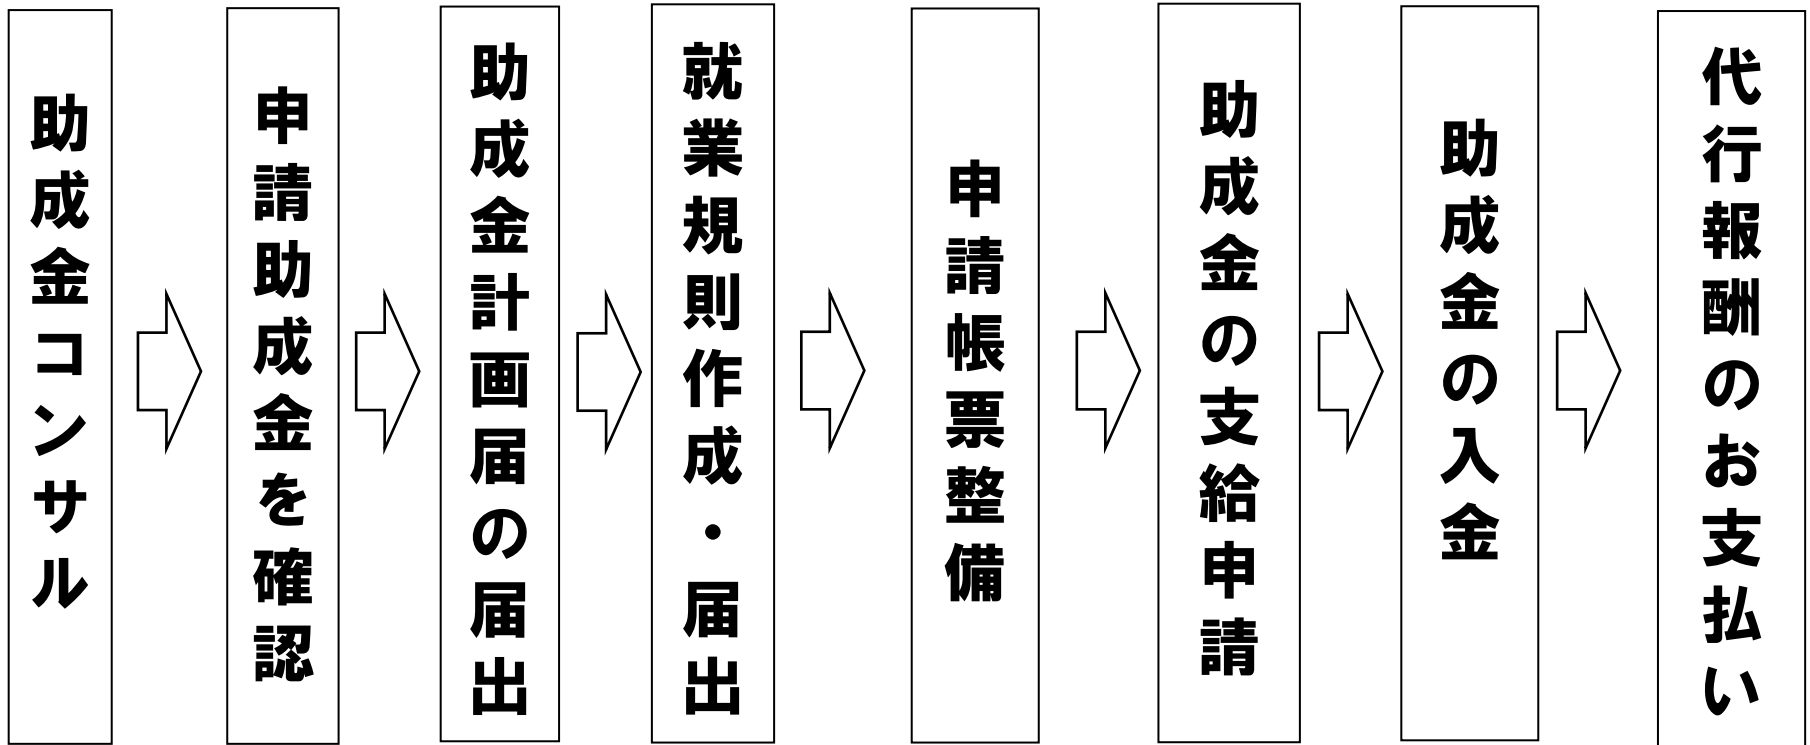 助成金コンサル
申請助成金を確認
助成金計画届の届出
就業規則作成・届出
申請帳票整備
助成金の支給申請
助成金の入金
代行報酬のお支払い